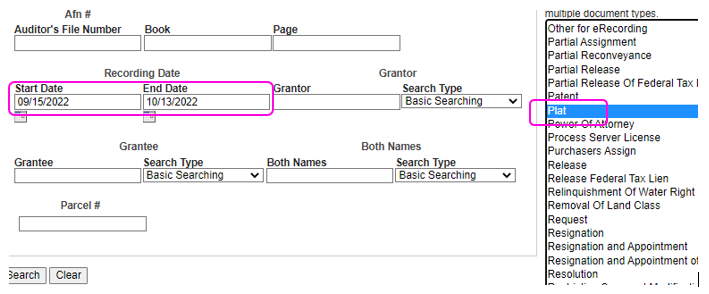 Afn #
Auditor's File Number Book Page
Recording Date Grantor
Start Date End Date Grantor Search Type
09/15/2022 10/13/2022 Basic Searching
Grantee Both Names
Grantee Search Type Both Names Search Type
Basic Searching Basic Searching
Parcel #
Search Clear
multiple document types.
Other for eRecording
Partial Assignment
Partial Reconveyance
Partial Release
Partial Release Of Federal Tax
Patent
Plat
Power Of Attorney
Process Server License
Purchasers Assign
Release
Release Federal Tax Lien
Relinquishment Of Water Right
Removal Of Land Class
Request
Resignation
Resignation and Appointment
Resignation and Appointment of
Resolution